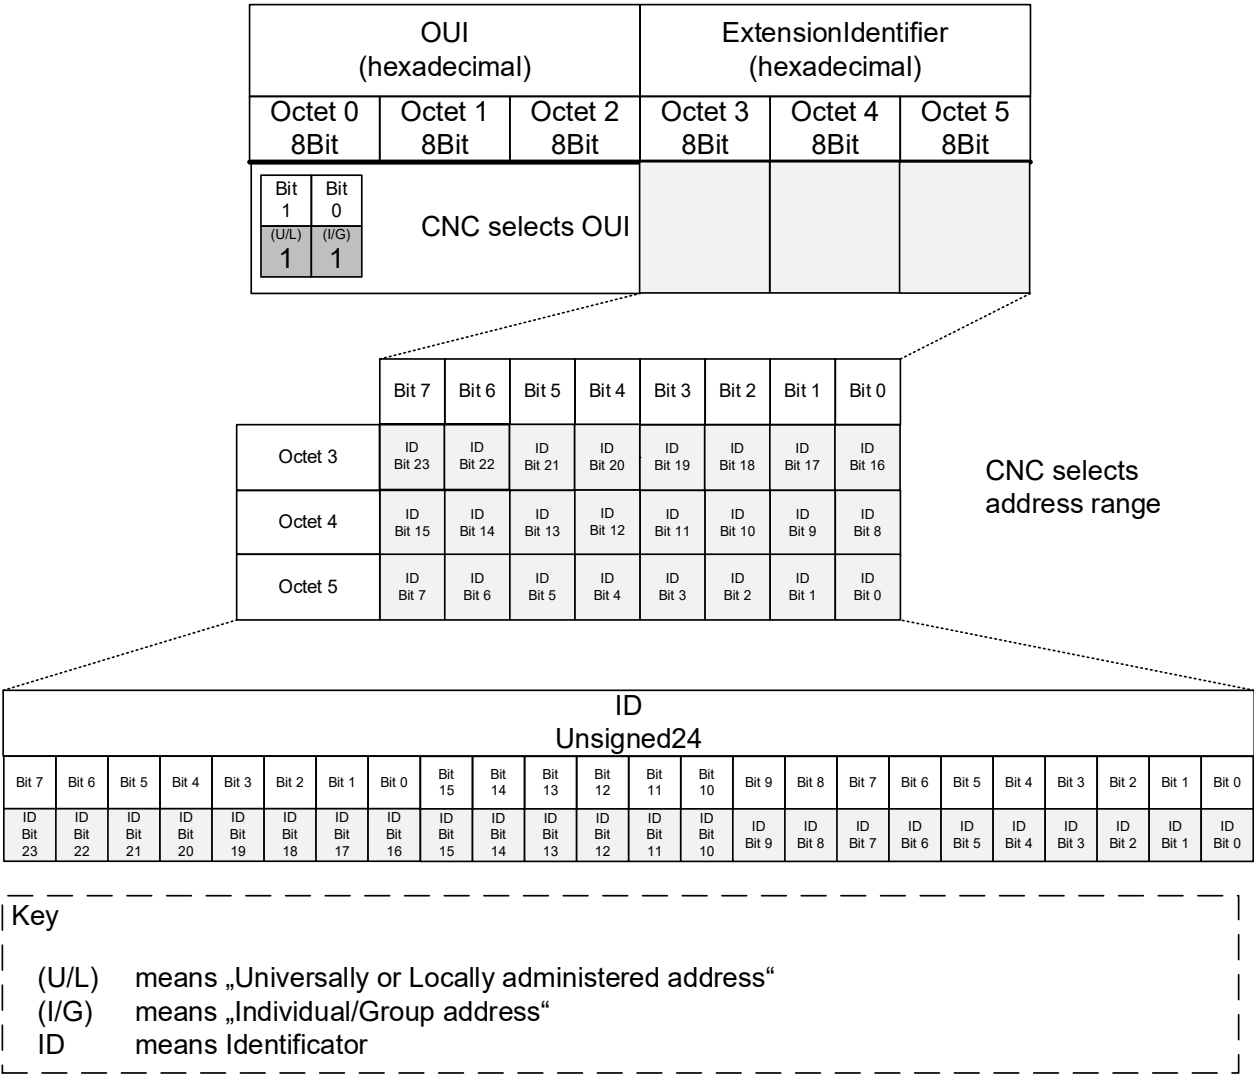 OUI
(hexadecimal)
ExtensionIdentifier
(hexadecimal)
Octet 0
8Bit
Octet 1
8Bit
Octet 2
8Bit
Octet 3
8Bit
Octet 4
8Bit
Octet 5
8Bit
Bit
1
Bit
0
(U/L)
1
(I/G)
1
CNC selects OUI
Bit 7
Bit 6
Bit 5
Bit 4
Bit 3
Bit 2
Bit 1
Bit 0
Octet 3
ID
Bit 23
ID
Bit 22
ID
Bit 21
ID
Bit 20
ID
Bit 19
ID
Bit 18
ID
Bit 17
ID
Bit 16
Octet 4
ID
Bit 15
ID
Bit 14
ID
Bit 13
ID
Bit 12
ID
Bit 11
ID
Bit 10
ID
Bit 9
ID
Bit 8
Octet 5
ID
Bit 7
ID
Bit 6
ID
Bit 5
ID
Bit 4
ID
Bit 3
ID
Bit 2
ID
Bit 1
ID
Bit 0
CNC selects
address range
ID
Unsigned24
Bit 7
Bit 6
Bit 5
Bit 4
Bit 3
Bit 2
Bit 1
Bit 0
Bit
15
Bit
14
Bit
13
Bit
12
Bit
11
Bit
10
Bit 9
Bit 8
Bit 7
Bit 6
Bit 5
Bit 4
Bit 3
Bit 2
Bit 1
Bit 0
ID
Bit
23
ID
Bit
22
ID
Bit
21
ID
Bit
20
ID
Bit
19
ID
Bit
18
ID
Bit
17
ID
Bit
16
ID
Bit
15
ID
Bit
14
ID
Bit
13
ID
Bit
12
ID
Bit
11
ID
Bit
10
ID
Bit 9
ID
Bit 8
ID
Bit 7
ID
Bit 6
ID
Bit 5
ID
Bit 4
ID
Bit 3
ID
Bit 2
ID
Bit 1
ID
Bit 0
Key
(U/L) means „Universally or Locally administered address“
(I/G) means „Individual/Group address“
ID means Identificator